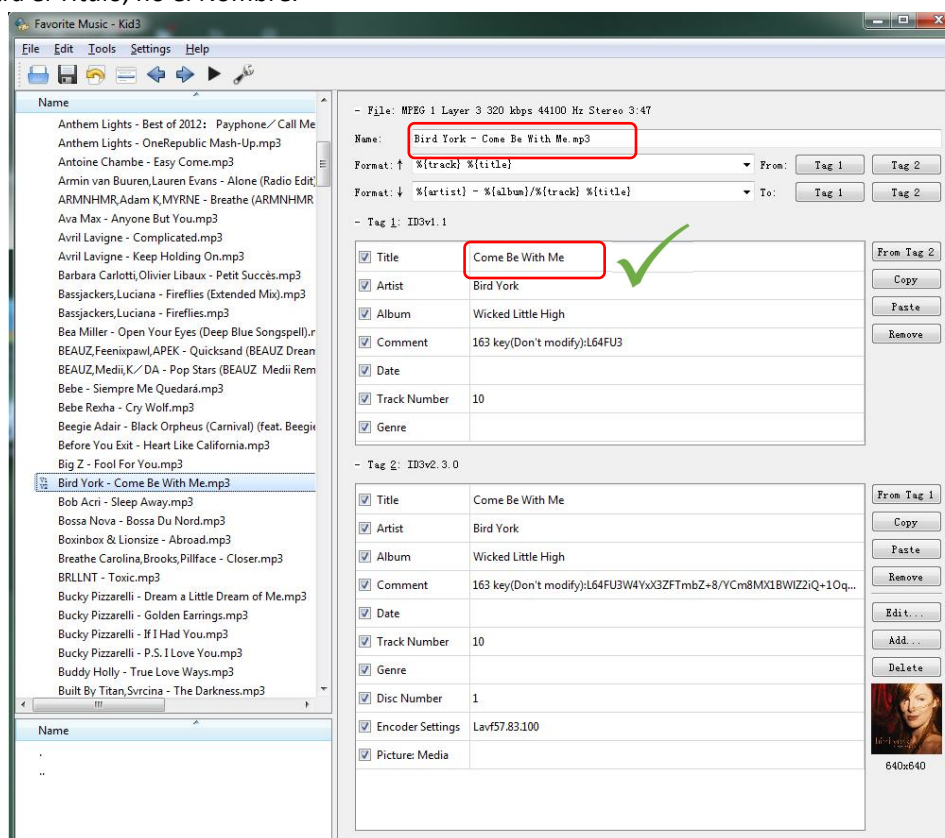 el Título, no el Nombre.
Favorite Music - Kid3
File Edit Tools Settings Help
Name
Anthem Lights - Best of 2012: Payphone/Call Me
Anthem Lights - OneRepublic Mash-Up.mp3
Antoine Chambe - Easy Come.mp3
Armin van Buuren,Lauren Evans - Alone (Radio Edit)
ARMNHMR,Adam K,MYRNE - Breathe (ARMNHMR
Ava Max - Anyone But You.mp3
Avril Lavigne - Complicated.mp3
Avril Lavigne - Keep Holding On.mp3
Barbara Carlotti,Olivier Libaux - Petit Succès.mp3
Bassjackers,Luciana - Fireflies (Extended Mix).mp3
Bassjackers,Luciana - Fireflies.mp3
Bea Miller - Open Your Eyes (Deep Blue Songspell).r
BEAUZ,Feenixpawl,APEK - Quicksand (BEAUZ Dream
BEAUZ,Medii,K/DA - Pop Stars (BEAUZ Medii Rem
Bebe - Siempre Me Quedará.mp3
Bebe Rexha - Cry Wolf.mp3
Beegie Adair - Black Orpheus (Carnival) (feat. Beegie
Before You Exit - Heart Like California.mp3
Big Z - Fool For You.mp3
Bird York - Come Be With Me.mp3
Bob Acri - Sleep Away.mp3
Bossa Nova - Bossa Du Nord.mp3
Boxinbox & Lionsize - Abroad.mp3
Breathe Carolina,Brooks,Pillface - Closer.mp3
BRLLNT - Toxic.mp3
Bucky Pizzarelli - Dream a Little Dream of Me.mp3
Bucky Pizzarelli - Golden Earrings.mp3
Bucky Pizzarelli - If I Had You.mp3
Bucky Pizzarelli - P.S. I Love You.mp3
Buddy Holly - True Love Ways.mp3
Built By Titan,Svrcina - The Darkness.mp3
Name
.
..
- File: MPEG 1 Layer 3 320 kbps 44100 Hz Stereo 3:47
Name: Bird York - Come Be With Me.mp3
Format: ↑ %{track} %{title} From: Tag 1 Tag 2
Format: ↓ %{artist} - %{album}/%{track} %{title} To: Tag 1 Tag 2
- Tag 1: ID3v1.1
Title Come Be With Me
Artist Bird York
Album Wicked Little High
Comment 163 key(Don't modify):L64FU3
Date
Track Number 10
Genre
From Tag 2
Copy
Paste
Remove
- Tag 2: ID3v2.3.0
Title Come Be With Me
Artist Bird York
Album Wicked Little High
Comment 163 key(Don't modify):L64FU3W4YxX3ZFTmbZ+8/YCm8MX1BWIZ2iQ+1Oq...
Date
Track Number 10
Genre
Disc Number 1
Encoder Settings Lavf57.83.100
Picture: Media
From Tag 1
Copy
Paste
Remove
Edit...
Add...
Delete
640x640